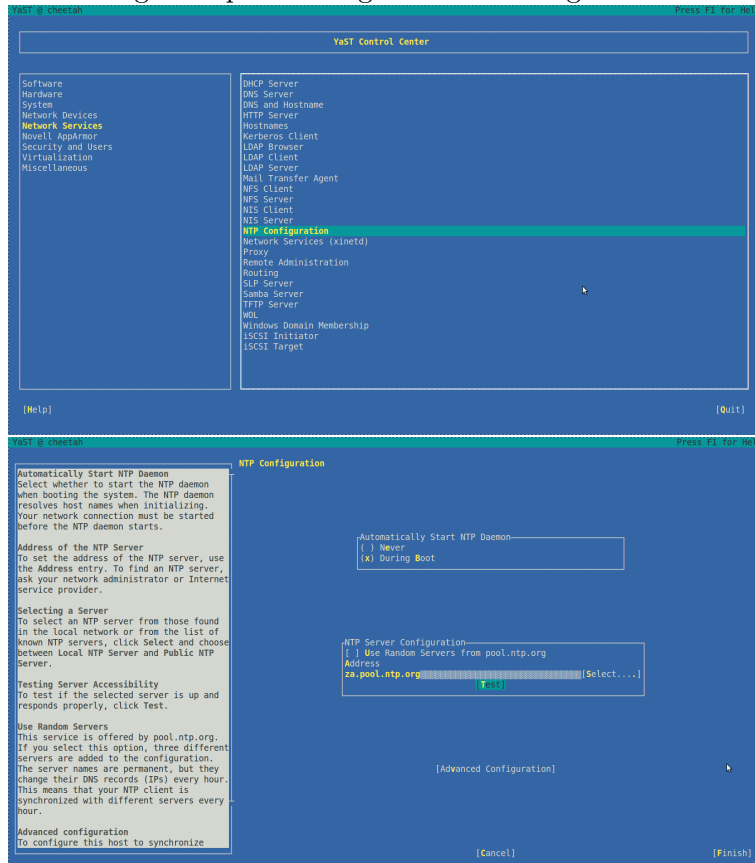 YaST @ cheetah Press F1 for Hel
YaST Control Center
Software
Hardware
System
Network Devices
Network Services
Novell AppArmor
Security and Users
Virtualization
Miscellaneous
DHCP Server
DNS Server
DNS and Hostname
HTTP Server
Hostnames
Kerberos Client
LDAP Browser
LDAP Client
LDAP Server
Mail Transfer Agent
NFS Client
NFS Server
NIS Client
NIS Server
NTP Configuration
Network Services (xinetd)
Proxy
Remote Administration
Routing
SLP Server
Samba Server
TFTP Server
WOL
Windows Domain Membership
iSCSI Initiator
iSCSI Target
[Help] [Quit]
YaST @ cheetah Press F1 for Hel
NTP Configuration
Automatically Start NTP Daemon
Select whether to start the NTP daemon
when booting the system. The NTP daemon
resolves host names when initializing.
Your network connection must be started
before the NTP daemon starts.
Address of the NTP Server
To set the address of the NTP server, use
the Address entry. To find an NTP server,
ask your network administrator or Internet
service provider.
Selecting a Server
To select an NTP server from those found
in the local network or from the list of
known NTP servers, click Select and choose
between Local NTP Server and Public NTP
Server.
Testing Server Accessibility
To test if the selected server is up and
responds properly, click Test.
Use Random Servers
This service is offered by pool.ntp.org.
If you select this option, three different
servers are added to the configuration.
The server names are permanent, but they
change their DNS records (IPs) every hour.
This means that your NTP client is
synchronized with different servers every
hour.
Advanced configuration
To configure this host to synchronize
Automatically Start NTP Daemon
( ) Never
(x) During Boot
NTP Server Configuration
[ ] Use Random Servers from pool.ntp.org
Address
za.pool.ntp.org [Select....]
[Test]
[Advanced Configuration]
[Cancel] [Finish]